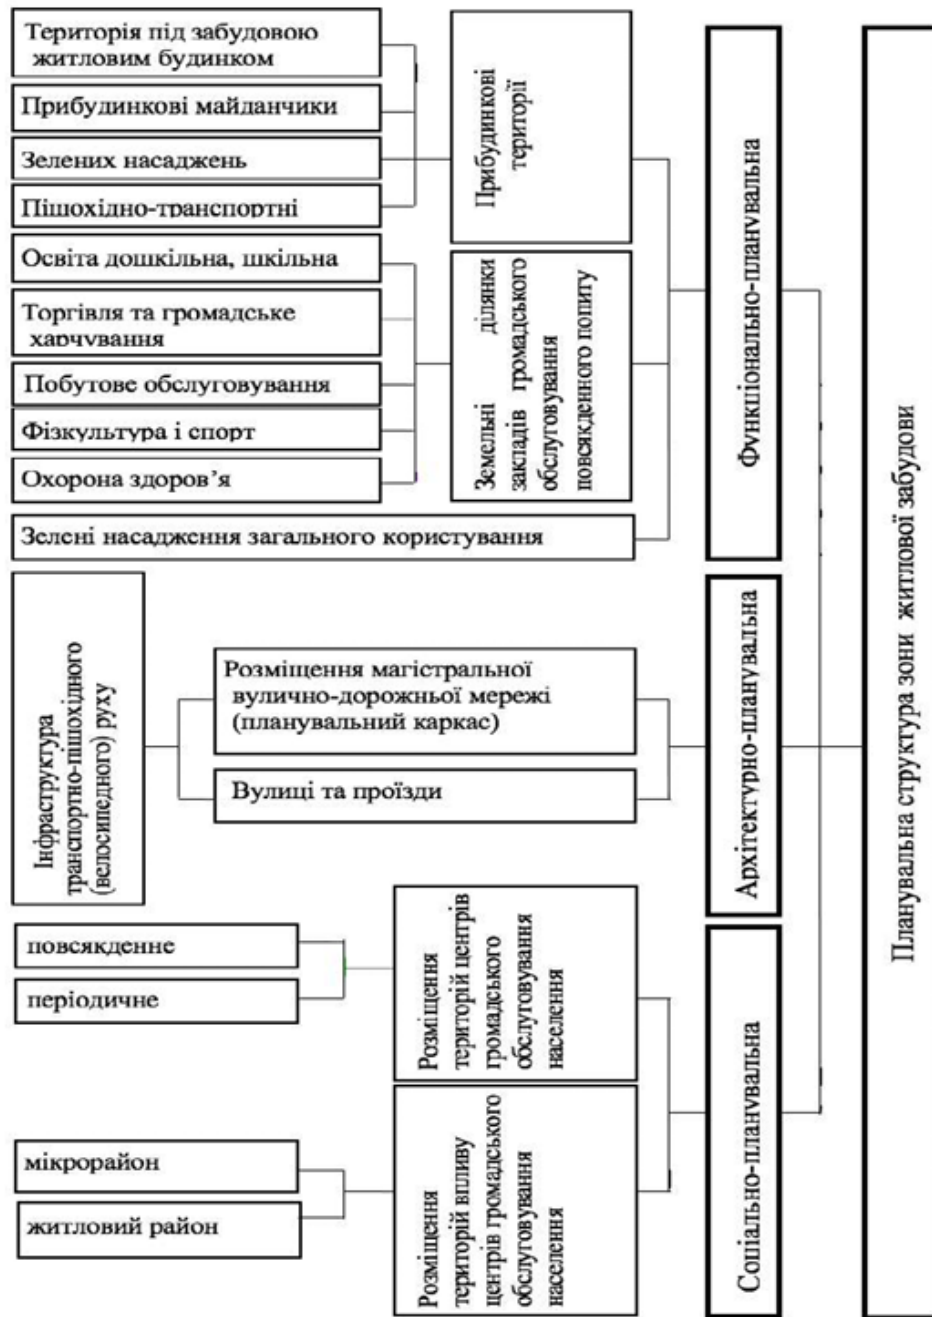 Територія під забудовою
житловим будинком
Прибудинкові майданчики
Зелених насаджень
Пішохідно-транспортні
Освіта дошкільна, шкільна
Торгівля та громадське
харчування
Побутове обслуговування
Фізкультура і спорт
Охорона здоров’я
Зелені насадження загального користування
Прибудинкові
території
Земельні ділянки
закладів громадського
обслуговування
повсякденного попиту
Функціонально-планувальна
Інфраструктура
транспортно-пішохідного
(велосипедного) руху
Розміщення магістральної
вулично-дорожньої мережі
(планувальний каркас)
Вулиці та проїзди
Архітектурно-планувальна
повсякденне
періодичне
Розміщення
територій центрів
громадського
обслуговування
населення
мікрорайон
житловий район
Розміщення
територій впливу
центрів громадського
обслуговування
населення
Соціально-планувальна
Планувальна структура зони житлової забудови